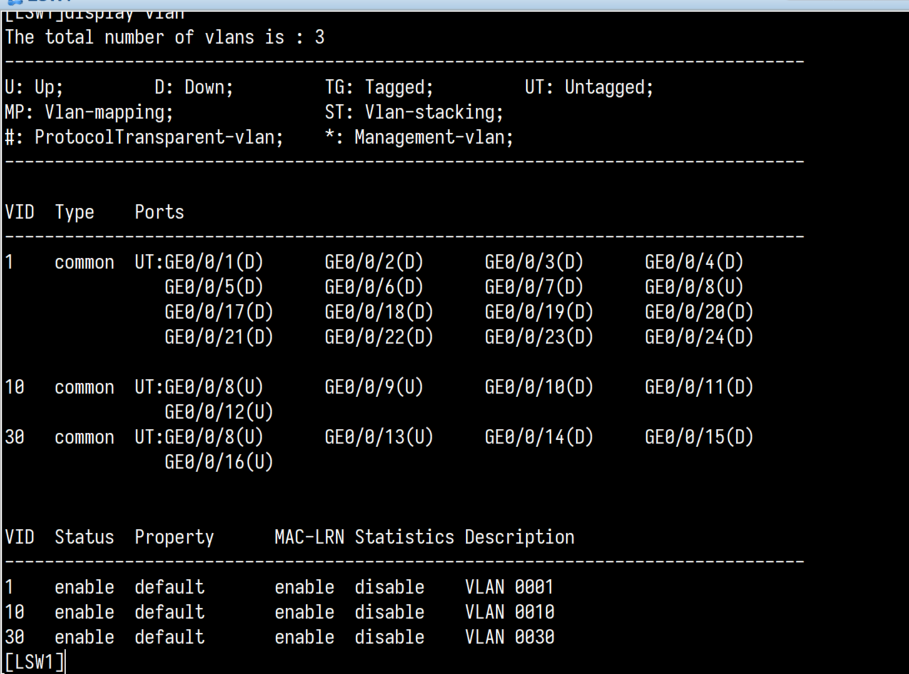 [LSW1]display vlan
The total number of vlans is : 3
--------------------------------------------------------------------------------
U: Up;         D: Down;         TG: Tagged;         UT: Untagged;
MP: Vlan-mapping;               ST: Vlan-stacking;
#: ProtocolTransparent-vlan;    *: Management-vlan;
--------------------------------------------------------------------------------
VID  Type    Ports
--------------------------------------------------------------------------------
1    common  UT:GE0/0/1(D)      GE0/0/2(D)      GE0/0/3(D)      GE0/0/4(D)
                GE0/0/5(D)      GE0/0/6(D)      GE0/0/7(D)      GE0/0/8(U)
                GE0/0/17(D)     GE0/0/18(D)     GE0/0/19(D)     GE0/0/20(D)
                GE0/0/21(D)     GE0/0/22(D)     GE0/0/23(D)     GE0/0/24(D)
10   common  UT:GE0/0/8(U)      GE0/0/9(U)      GE0/0/10(D)     GE0/0/11(D)
                GE0/0/12(U)
30   common  UT:GE0/0/8(U)      GE0/0/13(U)     GE0/0/14(D)     GE0/0/15(D)
                GE0/0/16(U)
VID  Status  Property      MAC-LRN Statistics Description
--------------------------------------------------------------------------------
1    enable  default       enable  disable    VLAN 0001
10   enable  default       enable  disable    VLAN 0010
30   enable  default       enable  disable    VLAN 0030
[LSW1]